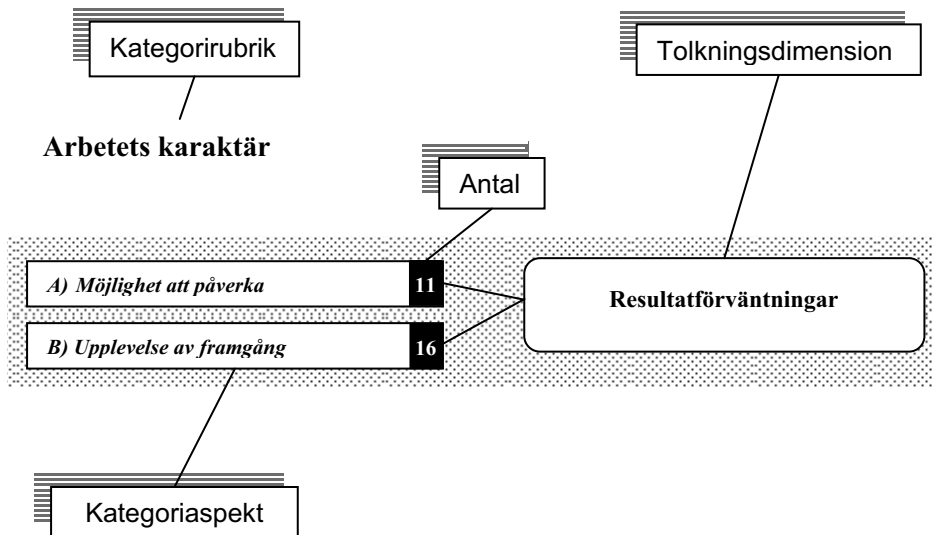 Kategorirubrik
Tolkningsdimension
Arbetets karaktär
Antal
A) Möjlighet att påverka
11
Resultatförväntningar
B) Upplevelse av framgång
16
Kategoriaspekt